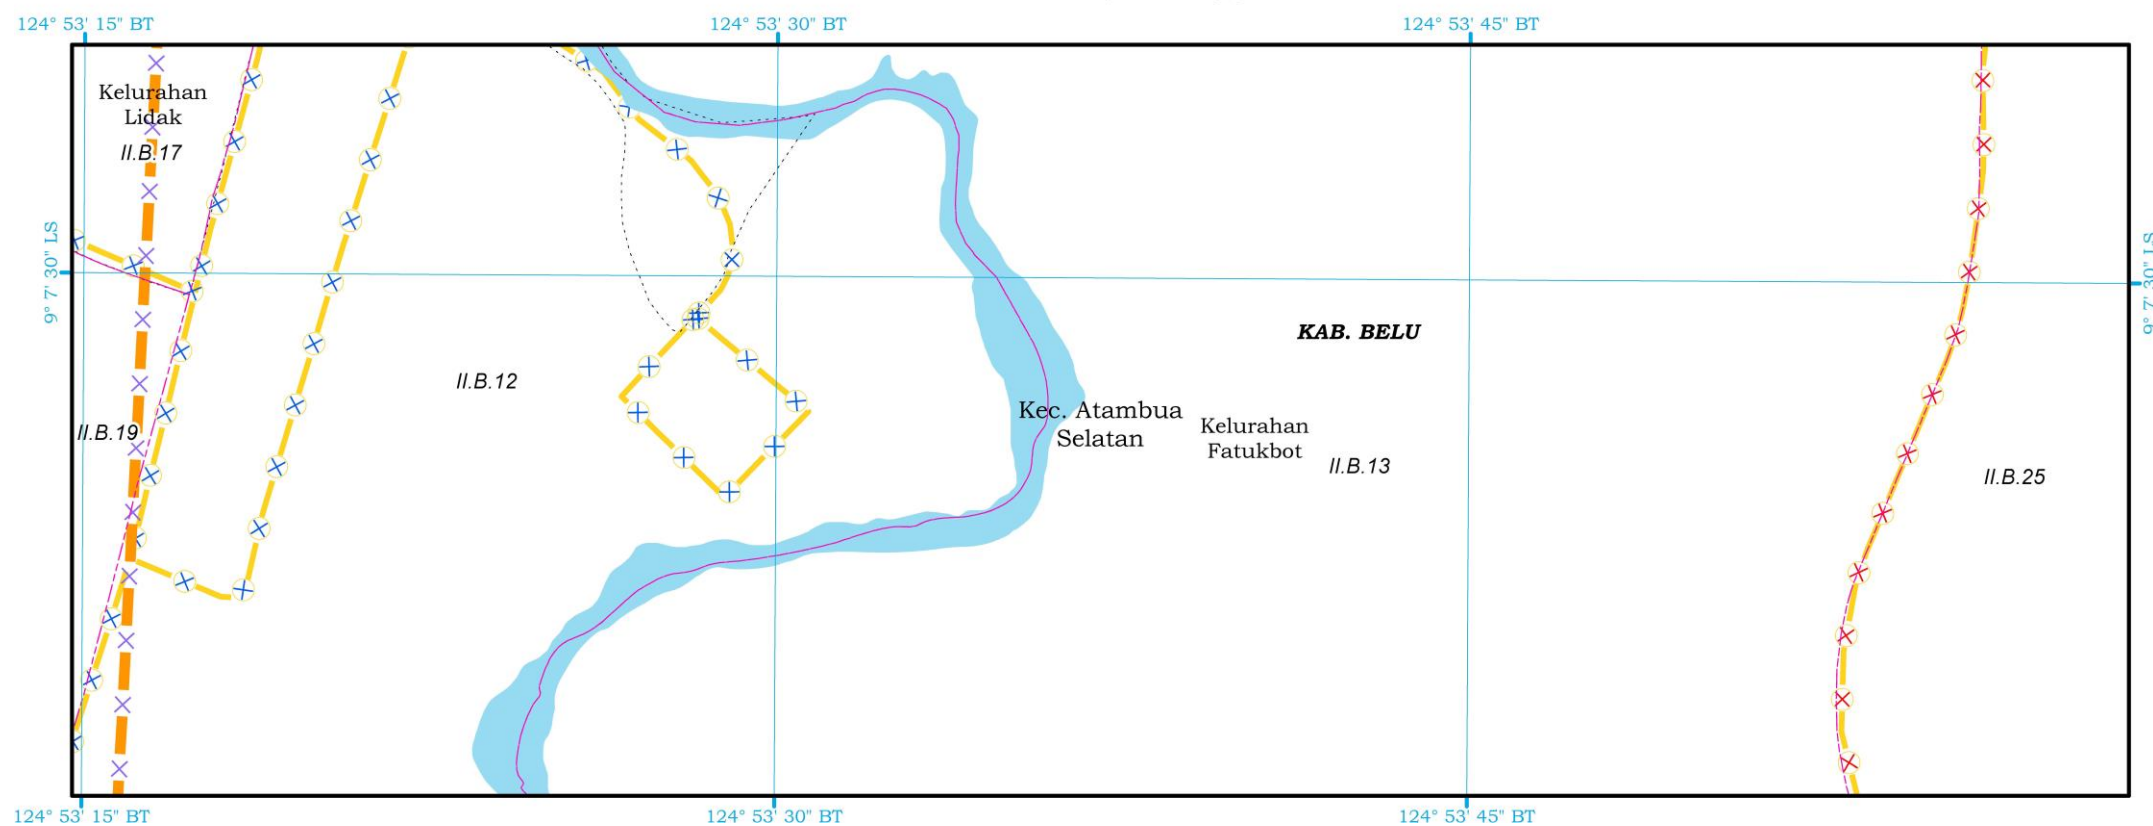 124° 53' 15" BT
124° 53' 30" BT
124° 53' 45" BT
Kelurahan
Lidak
II.B.17
9° 7' 30" LS
9° 7' 30" LS
KAB. BELU
II.B.12
Kec. Atambua
Selatan
Kelurahan
Fatukbot
II.B.19
II.B.13
II.B.25
124° 53' 15" BT
124° 53' 30" BT
124° 53' 45" BT